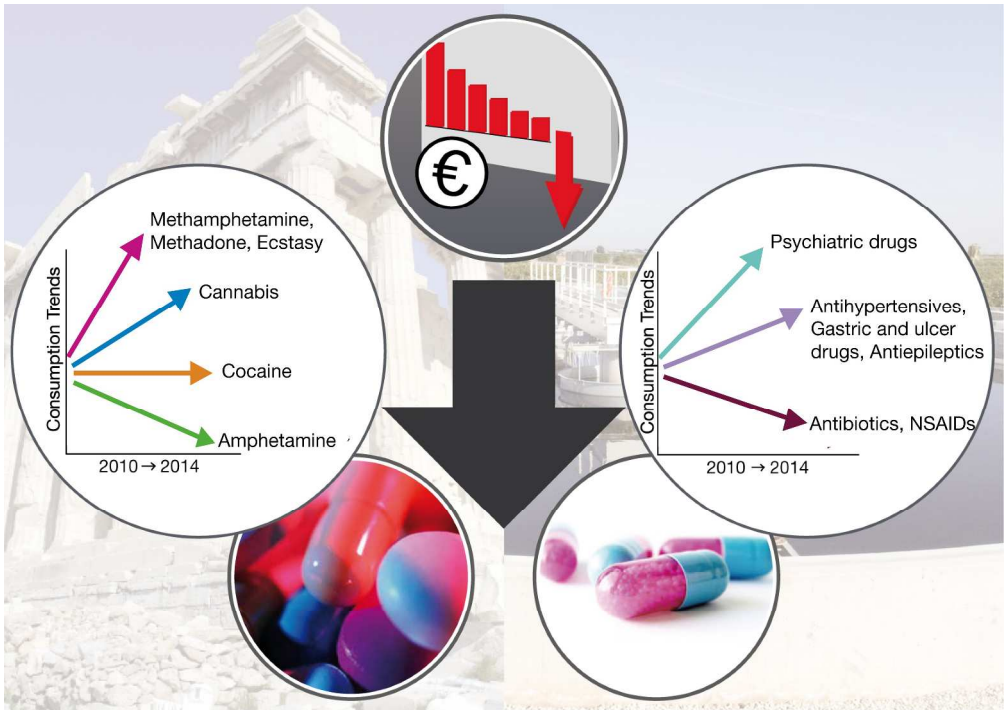 €
Methamphetamine,
Methadone, Ecstasy
Cannabis
Cocaine
Amphetamine
Consumption Trends
2010 → 2014
Psychiatric drugs
Antihypertensives,
Gastric and ulcer
drugs, Antiepileptics
Antibiotics, NSAIDs
Consumption Trends
2010 → 2014